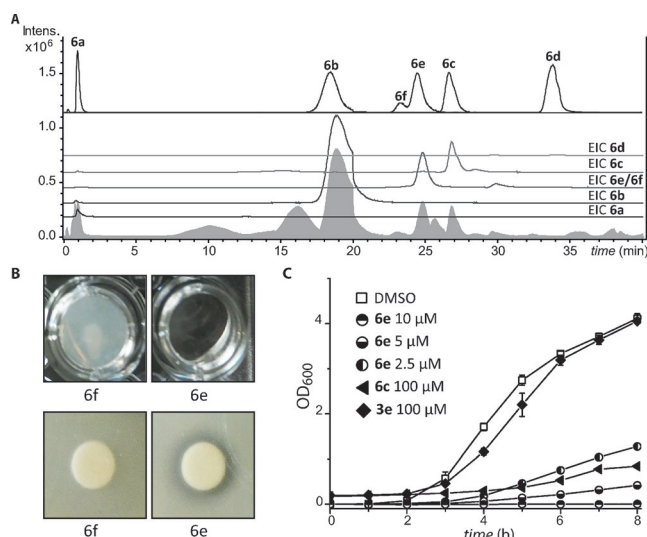 A
Intens.
x10⁶
6a
6b
6e
6c
6d
6f
1.5
1.0
0.5
0.0
EIC 6d
EIC 6c
EIC 6e/6f
EIC 6b
EIC 6a
5 10 15 20 25 30 35 time (min)
B
6f 6e
6f 6e
C
DMSO
6e 10 µM
6e 5 µM
6e 2.5 µM
6c 100 µM
3e 100 µM
OD₆₀₀
4
2
0
0 2 4 6 8
time (h)